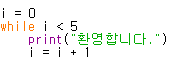 i = 0
while i < 5
    print("환영합니다.")
    i = i + 1